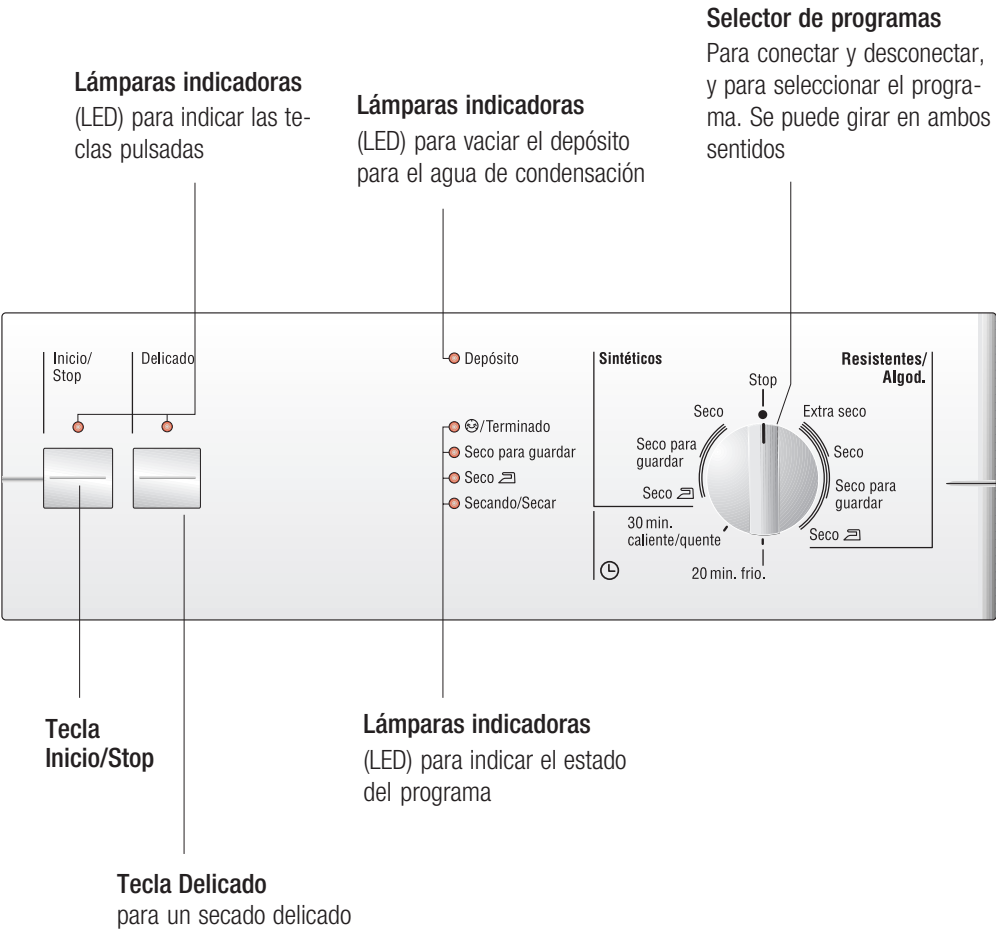 Selector de programas
Para conectar y desconectar,
y para seleccionar el progra-
ma. Se puede girar en ambos
sentidos
Lámparas indicadoras
(LED) para indicar las te-
clas pulsadas
Lámparas indicadoras
(LED) para vaciar el depósito
para el agua de condensación
Inicio/
Stop
Delicado
Depósito
/Terminado
Seco para guardar
Seco
Secando/Secar
Sintéticos
Resistentes/
Algod.
Stop
Seco
Seco para
guardar
Seco
Extra seco
Seco
Seco para
guardar
Seco
30 min.
caliente/quente
20 min. frio.
Tecla
Inicio/Stop
Lámparas indicadoras
(LED) para indicar el estado
del programa
Tecla Delicado
para un secado delicado